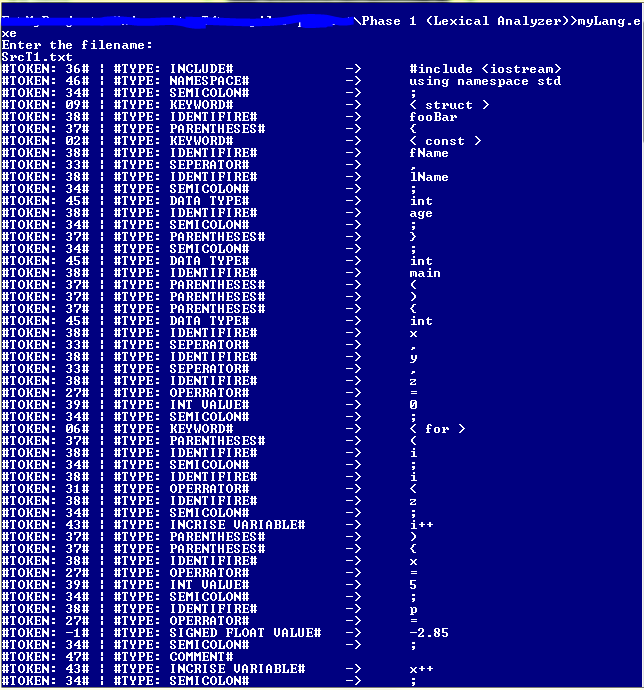 \Phase 1 (Lexical Analyzer)>myLang.e
xe
Enter the filename:
SrcT1.txt
#TOKEN: 36# | #TYPE: INCLUDE# -> #include <iostream>
#TOKEN: 46# | #TYPE: NAMESPACE# -> using namespace std
#TOKEN: 34# | #TYPE: SEMICOLON# -> ;
#TOKEN: 09# | #TYPE: KEYWORD# -> < struct >
#TOKEN: 38# | #TYPE: IDENTIFIRE# -> fooBar
#TOKEN: 37# | #TYPE: PARENTHESES# -> {
#TOKEN: 02# | #TYPE: KEYWORD# -> < const >
#TOKEN: 38# | #TYPE: IDENTIFIRE# -> fName
#TOKEN: 33# | #TYPE: SEPERATOR# -> ,
#TOKEN: 38# | #TYPE: IDENTIFIRE# -> lName
#TOKEN: 34# | #TYPE: SEMICOLON# -> ;
#TOKEN: 45# | #TYPE: DATA TYPE# -> int
#TOKEN: 38# | #TYPE: IDENTIFIRE# -> age
#TOKEN: 34# | #TYPE: SEMICOLON# -> ;
#TOKEN: 37# | #TYPE: PARENTHESES# -> }
#TOKEN: 34# | #TYPE: SEMICOLON# -> ;
#TOKEN: 45# | #TYPE: DATA TYPE# -> int
#TOKEN: 38# | #TYPE: IDENTIFIRE# -> main
#TOKEN: 37# | #TYPE: PARENTHESES# -> (
#TOKEN: 37# | #TYPE: PARENTHESES# -> )
#TOKEN: 37# | #TYPE: PARENTHESES# -> {
#TOKEN: 45# | #TYPE: DATA TYPE# -> int
#TOKEN: 38# | #TYPE: IDENTIFIRE# -> x
#TOKEN: 33# | #TYPE: SEPERATOR# -> ,
#TOKEN: 38# | #TYPE: IDENTIFIRE# -> y
#TOKEN: 33# | #TYPE: SEPERATOR# -> ,
#TOKEN: 38# | #TYPE: IDENTIFIRE# -> z
#TOKEN: 27# | #TYPE: OPERRATOR# -> =
#TOKEN: 39# | #TYPE: INT VALUE# -> 0
#TOKEN: 34# | #TYPE: SEMICOLON# -> ;
#TOKEN: 06# | #TYPE: KEYWORD# -> < for >
#TOKEN: 37# | #TYPE: PARENTHESES# -> (
#TOKEN: 38# | #TYPE: IDENTIFIRE# -> i
#TOKEN: 34# | #TYPE: SEMICOLON# -> ;
#TOKEN: 38# | #TYPE: IDENTIFIRE# -> i
#TOKEN: 31# | #TYPE: OPERRATOR# -> <
#TOKEN: 38# | #TYPE: IDENTIFIRE# -> z
#TOKEN: 34# | #TYPE: SEMICOLON# -> ;
#TOKEN: 43# | #TYPE: INCRISE VARIABLE# -> i++
#TOKEN: 37# | #TYPE: PARENTHESES# -> )
#TOKEN: 37# | #TYPE: PARENTHESES# -> {
#TOKEN: 38# | #TYPE: IDENTIFIRE# -> x
#TOKEN: 27# | #TYPE: OPERRATOR# -> =
#TOKEN: 39# | #TYPE: INT VALUE# -> 5
#TOKEN: 34# | #TYPE: SEMICOLON# -> ;
#TOKEN: 38# | #TYPE: IDENTIFIRE# -> p
#TOKEN: 27# | #TYPE: OPERRATOR# -> =
#TOKEN: -1# | #TYPE: SIGNED FLOAT VALUE# -> -2.85
#TOKEN: 34# | #TYPE: SEMICOLON# -> ;
#TOKEN: 47# | #TYPE: COMMENT#
#TOKEN: 43# | #TYPE: INCRISE VARIABLE# -> x++
#TOKEN: 34# | #TYPE: SEMICOLON# -> ;